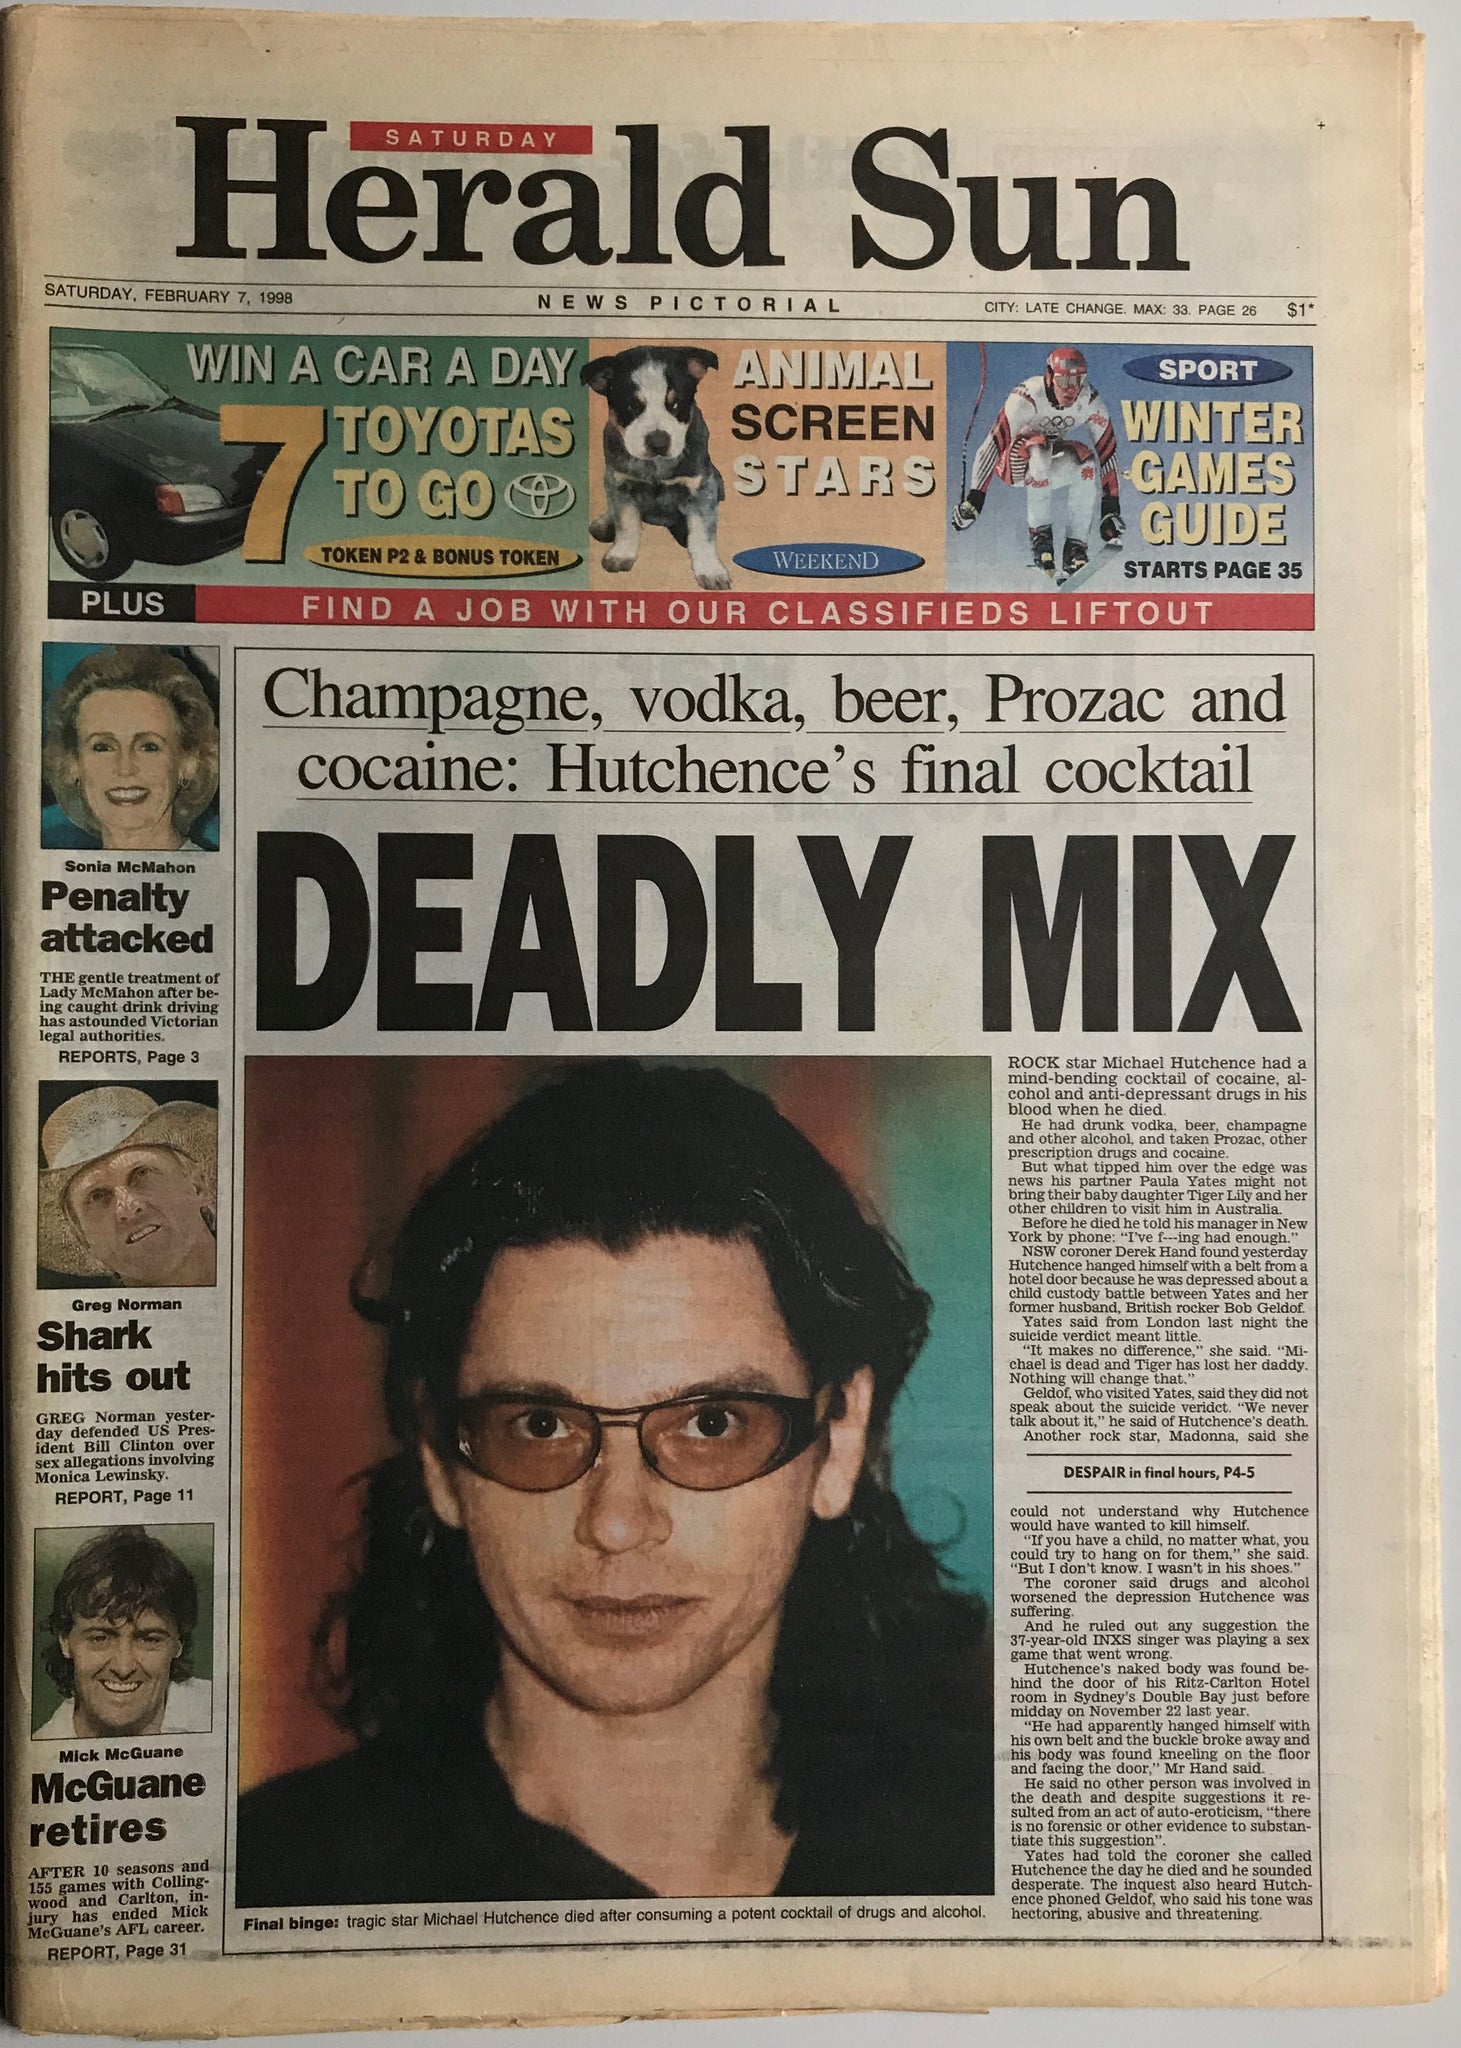 SATURDAY
Herald Sun
SATURDAY, FEBRUARY 7, 1998
NEWS PICTORIAL
CITY: LATE CHANGE. MAX: 33. PAGE 26 $1*
WIN A CAR A DAY
7 TOYOTAS
TO GO
TOKEN P2 & BONUS TOKEN
ANIMAL
SCREEN
STARS
WEEKEND
SPORT
WINTER
GAMES
GUIDE
STARTS PAGE 35
PLUS
FIND A JOB WITH OUR CLASSIFIEDS LIFTOUT
Sonia McMahon
Penalty
attacked
THE gentle treatment of
Lady McMahon after be-
ing caught drink driving
has astounded Victorian
legal authorities.
REPORTS, Page 3
Greg Norman
Shark
hits out
GREG Norman yester-
day defended US Pres-
ident Bill Clinton over
sex allegations involving
Monica Lewinsky.
REPORT, Page 11
Mick McGuane
McGuane
retires
AFTER 10 seasons and
155 games with Colling-
wood and Carlton, in-
jury has ended Mick
McGuane's AFL career.
REPORT, Page 31
Champagne, vodka, beer, Prozac and
cocaine: Hutchence's final cocktail
DEADLY MIX
ROCK star Michael Hutchence had a
mind-bending cocktail of cocaine, al-
cohol and anti-depressant drugs in his
blood when he died.
He had drunk vodka, beer, champagne
and other alcohol, and taken Prozac, other
prescription drugs and cocaine.
But what tipped him over the edge was
news his partner Paula Yates might not
bring their baby daughter Tiger Lily and her
other children to visit him in Australia.
Before he died he told his manager in New
York by phone: "I've f---ing had enough."
NSW coroner Derek Hand found yesterday
Hutchence hanged himself with a belt from a
hotel door because he was depressed about a
child custody battle between Yates and her
former husband, British rocker Bob Geldof.
Yates said from London last night the
suicide verdict meant little.
"It makes no difference," she said. "Mi-
chael is dead and Tiger has lost her daddy.
Nothing will change that."
Geldof, who visited Yates, said they did not
speak about the suicide veridct. "We never
talk about it," he said of Hutchence's death.
Another rock star, Madonna, said she
DESPAIR in final hours, P4-5
could not understand why Hutchence
would have wanted to kill himself.
"If you have a child, no matter what, you
could try to hang on for them," she said.
"But I don't know. I wasn't in his shoes."
The coroner said drugs and alcohol
worsened the depression Hutchence was
suffering.
And he ruled out any suggestion the
37-year-old INXS singer was playing a sex
game that went wrong.
Hutchence's naked body was found be-
hind the door of his Ritz-Carlton Hotel
room in Sydney's Double Bay just before
midday on November 22 last year.
"He had apparently hanged himself with
his own belt and the buckle broke away and
his body was found kneeling on the floor
and facing the door," Mr Hand said.
He said no other person was involved in
the death and despite suggestions it re-
sulted from an act of auto-eroticism, "there
is no forensic or other evidence to substan-
tiate this suggestion".
Yates had told the coroner she called
Hutchence the day he died and he sounded
desperate. The inquest also heard Hutch-
ence phoned Geldof, who said his tone was
hectoring, abusive and threatening.
Final binge: tragic star Michael Hutchence died after consuming a potent cocktail of drugs and alcohol.